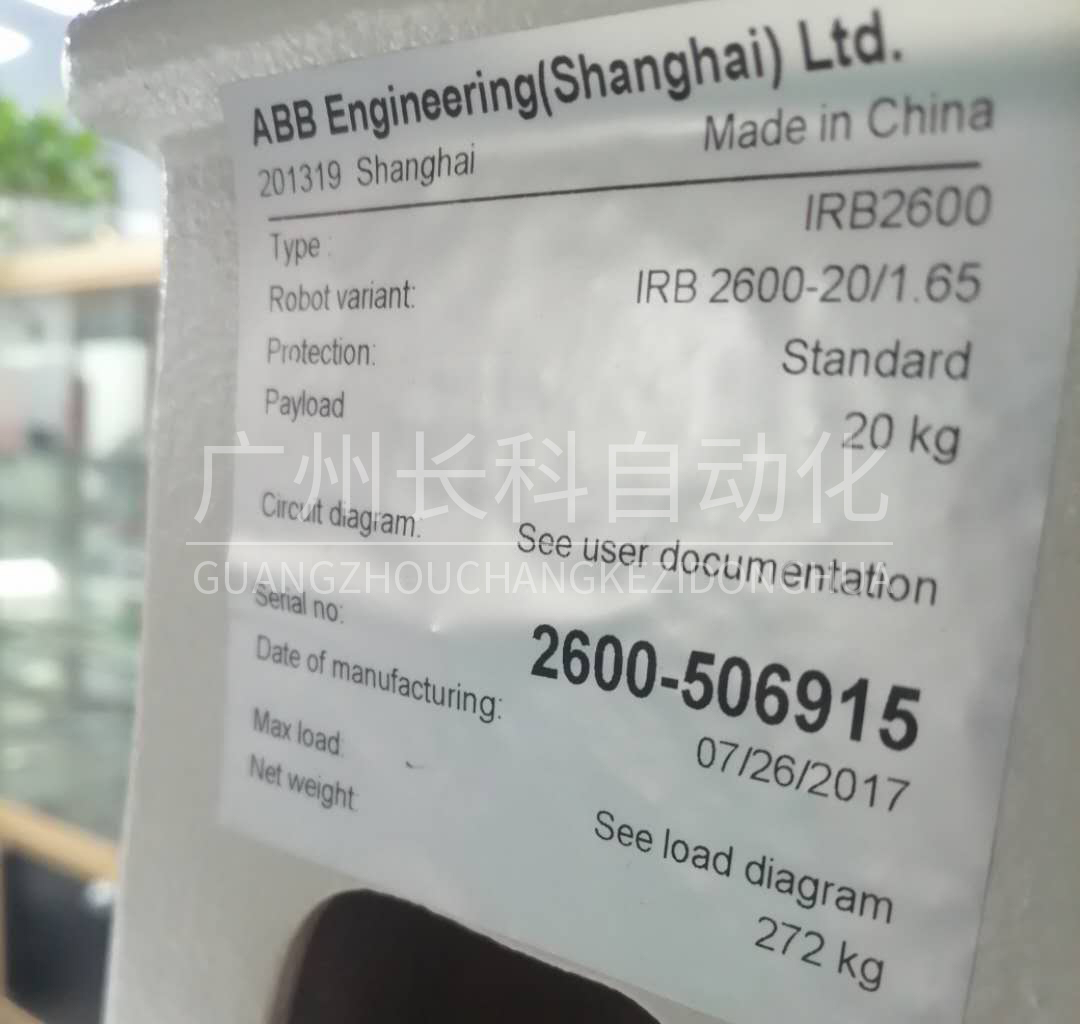 ABB Engineering(Shanghai) Ltd.
201319 Shanghai Made in China
Type : IRB2600
Robot variant: IRB 2600-20/1.65
Protection: Standard
Payload 20 kg
广州长科自动化
Circuit diagram: See user documentation
GUANGZHOUCHANGKEZIDONGHUA
Serial no: 2600-506915
Date of manufacturing: 07/26/2017
Max load: See load diagram
Net weight: 272 kg